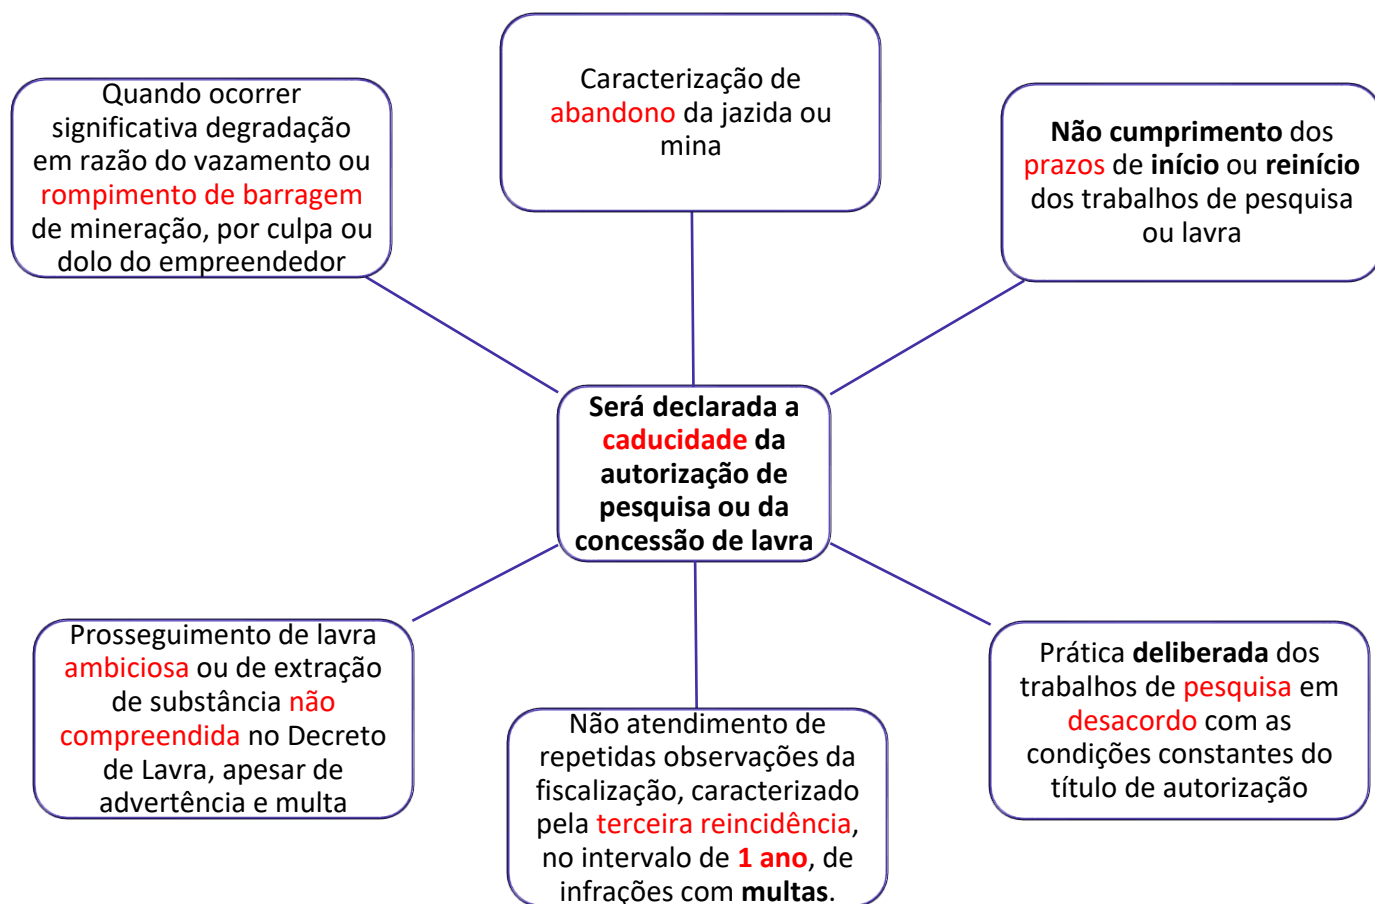 Quando ocorrer
significativa degradação
em razão do vazamento ou
rompimento de barragem
de mineração, por culpa ou
dolo do empreendedor
Caracterização de
abandono da jazida ou
mina
Não cumprimento dos
prazos de início ou reinício
dos trabalhos de pesquisa
ou lavra
Será declarada a
caducidade da
autorização de
pesquisa ou da
concessão de lavra
Prosseguimento de lavra
ambiciosa ou de extração
de substância não
compreendida no Decreto
de Lavra, apesar de
advertência e multa
Não atendimento de
repetidas observações da
fiscalização, caracterizado
pela terceira reincidência,
no intervalo de 1 ano, de
infrações com multas.
Prática deliberada dos
trabalhos de pesquisa em
desacordo com as
condições constantes do
título de autorização